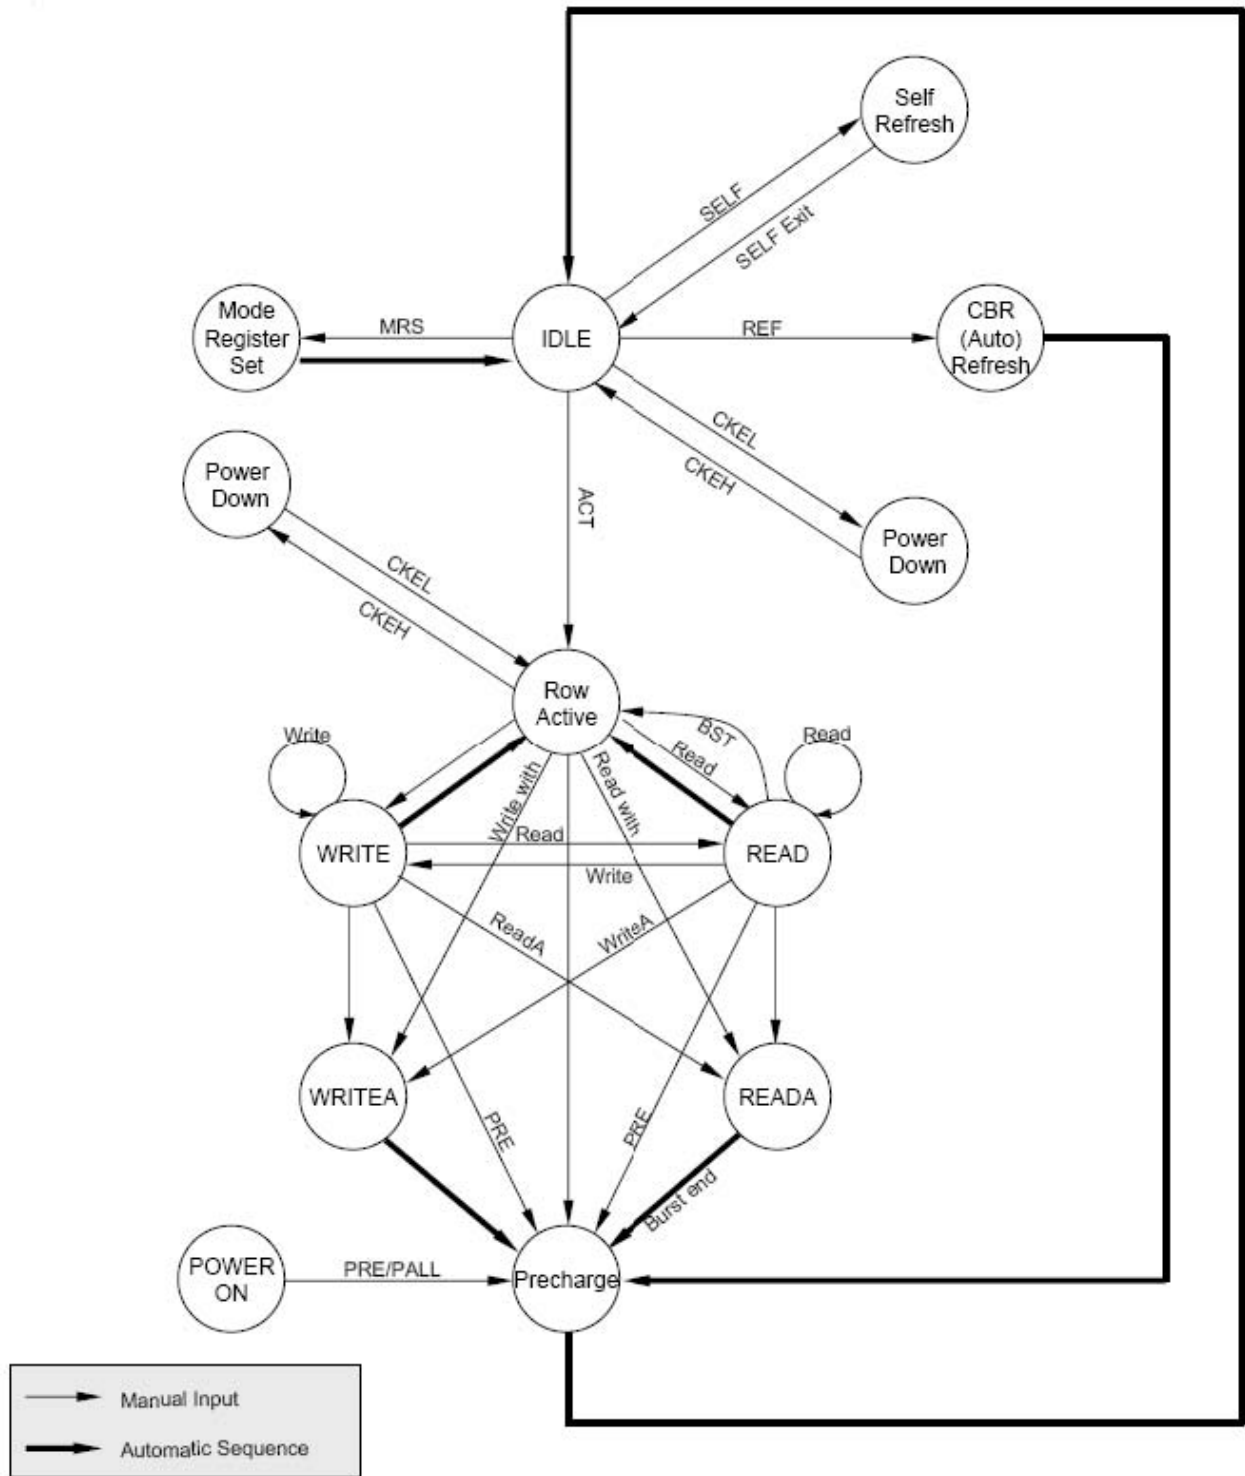 Self
Refresh
SELF
SELF Exit
Mode
Register
Set
MRS
IDLE
REF
CBR
(Auto)
Refresh
Power
Down
CKEL
CKEH
ACT
Power
Down
CKEL
CKEH
Row
Active
Write
BST
Read
Read
Write with
Read with
WRITE
Read
Write
READ
ReadA
WriteA
WRITEA
READA
PRE
PRE
Burst end
POWER
ON
PRE/PALL
Precharge
Manual Input
Automatic Sequence